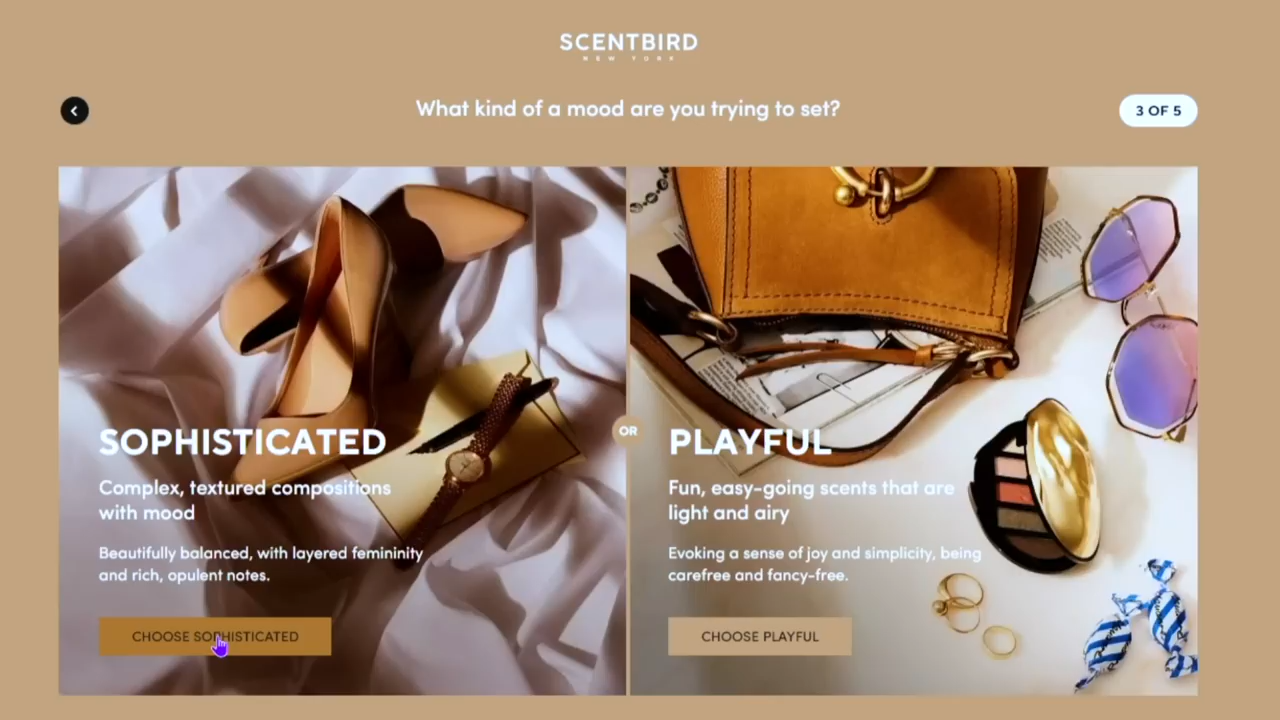 SCENTBIRD
NEW YORK
What kind of a mood are you trying to set?
3 OF 5
SOPHISTICATED
Complex, textured compositions
with mood
Beautifully balanced, with layered femininity
and rich, opulent notes.
CHOOSE SOPHISTICATED
OR
PLAYFUL
Fun, easy-going scents that are
light and airy
Evoking a sense of joy and simplicity, being
carefree and fancy-free.
CHOOSE PLAYFUL